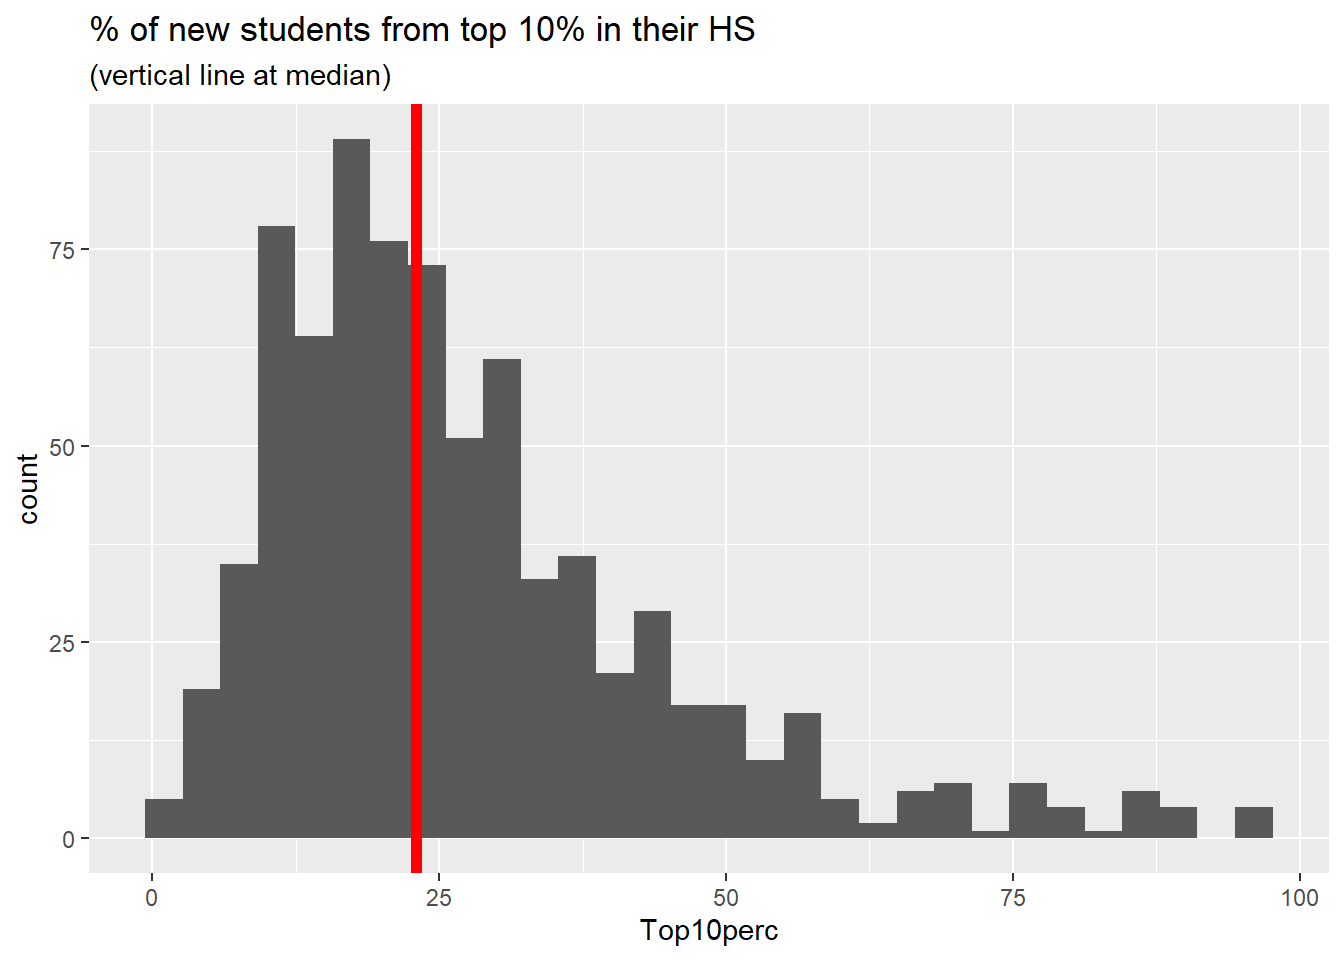 % of new students from top 10% in their HS
(vertical line at median)
75
50
25
0
count
0 25 50 75 100
Top10perc